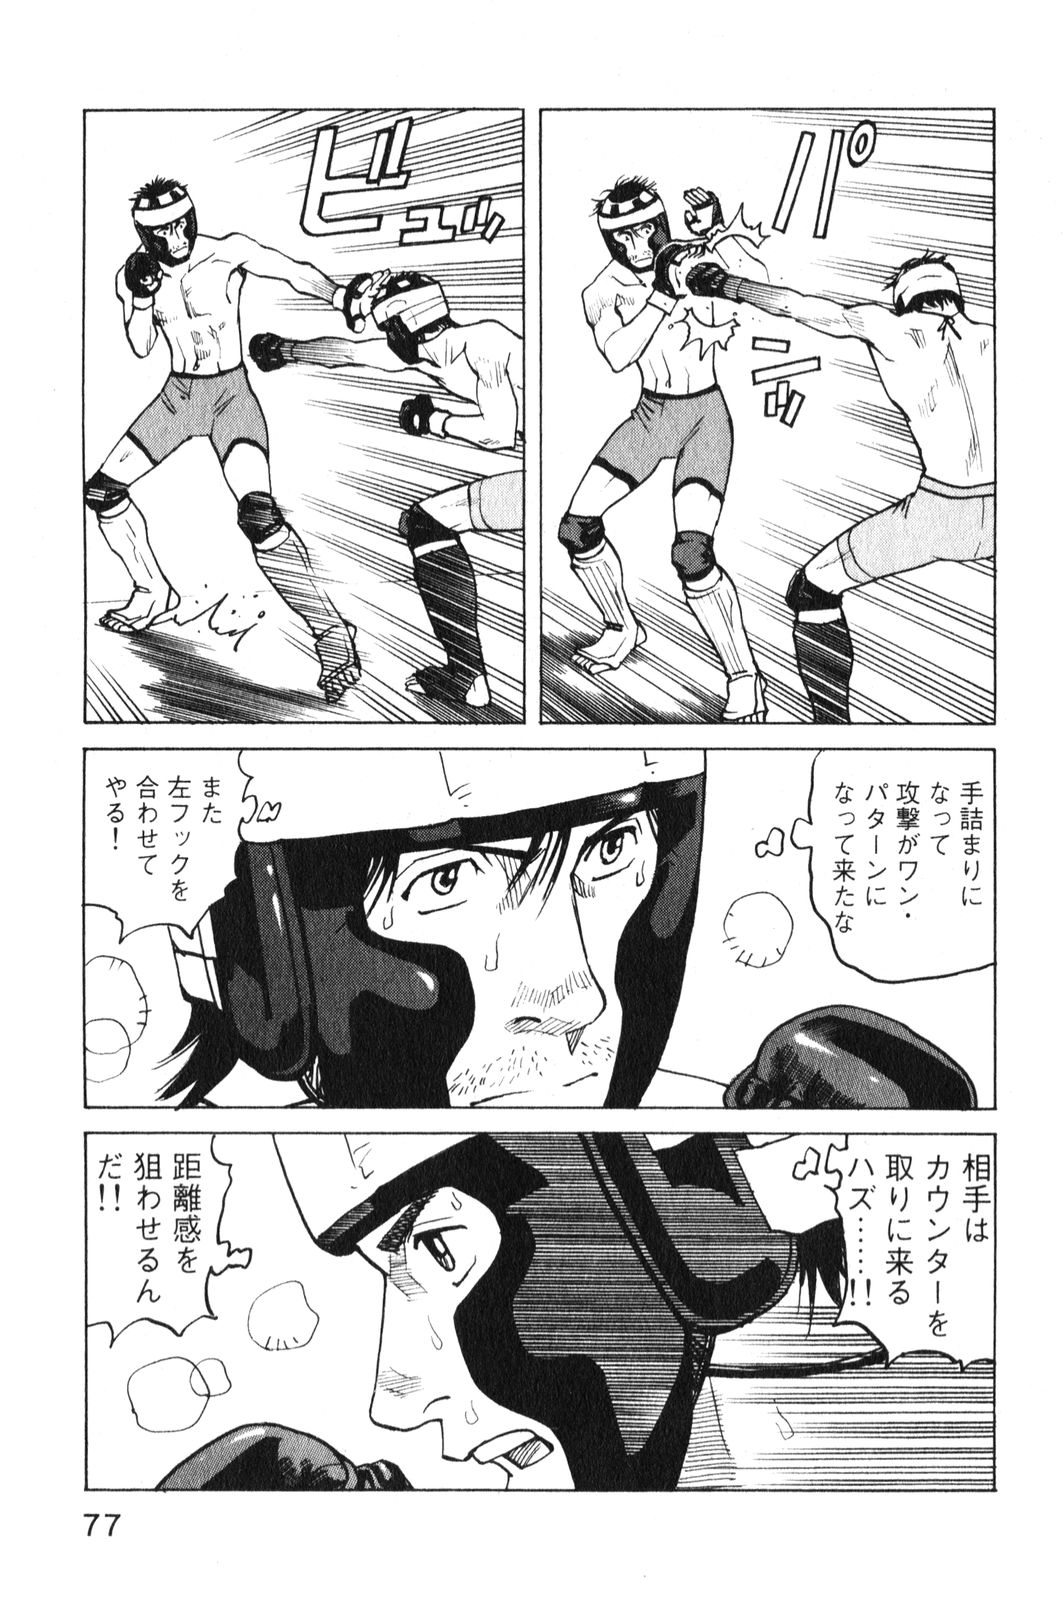 パ
ンッ
ビュッ
手詰まりに
なって
攻撃がワン・
パターンに
なって来たな
また
左フックを
合わせて
やる！
相手は
カウンターを
取りに来る
ハズ……!!
距離感を
狙わせるん
だ!!
77